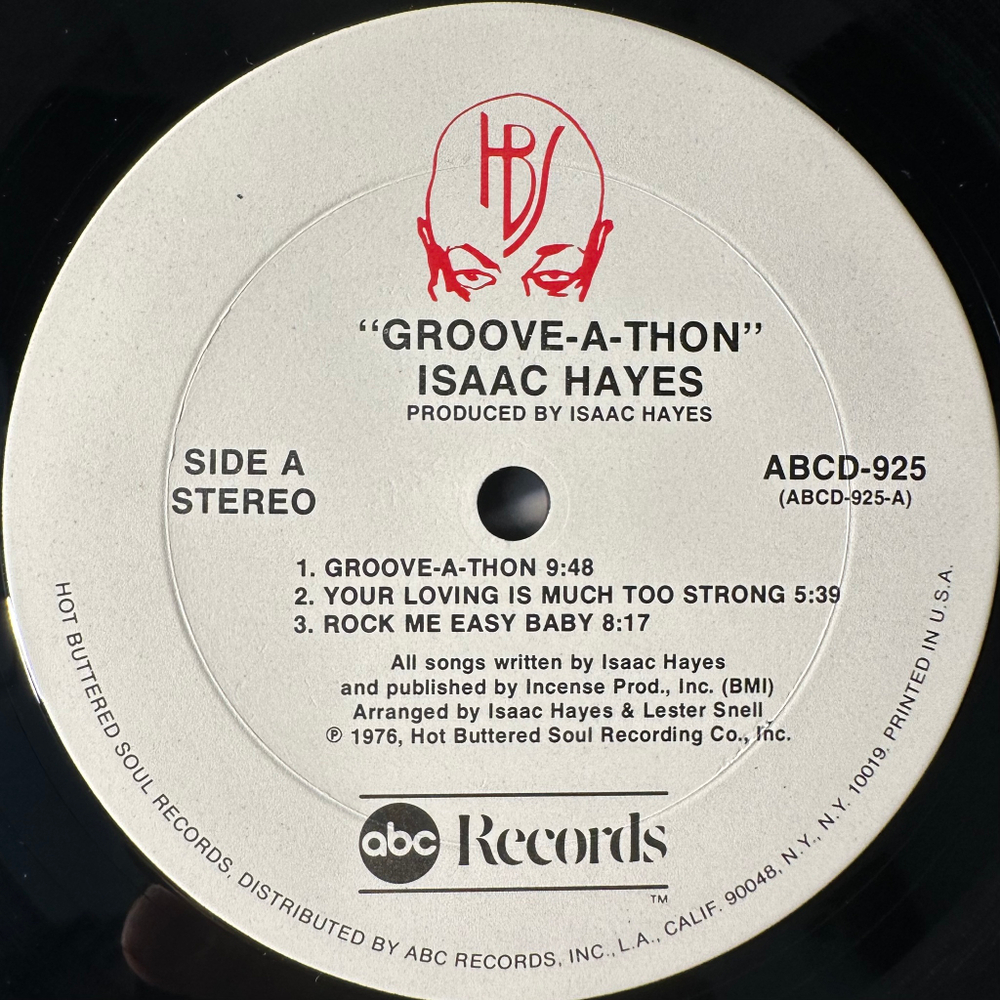 HBS
“GROOVE-A-THON”
ISAAC HAYES
PRODUCED BY ISAAC HAYES
SIDE A
STEREO
ABCD-925
(ABCD-925-A)
1. GROOVE-A-THON 9:48
2. YOUR LOVING IS MUCH TOO STRONG 5:39
3. ROCK ME EASY BABY 8:17
All songs written by Isaac Hayes
and published by Incense Prod., Inc. (BMI)
Arranged by Isaac Hayes & Lester Snell
℗ 1976, Hot Buttered Soul Recording Co., Inc.
abc Records
TM
HOT BUTTERED SOUL RECORDS, DISTRIBUTED BY ABC RECORDS, INC., L.A., CALIF. 90048, N.Y., N.Y. 10019. PRINTED IN U.S.A.